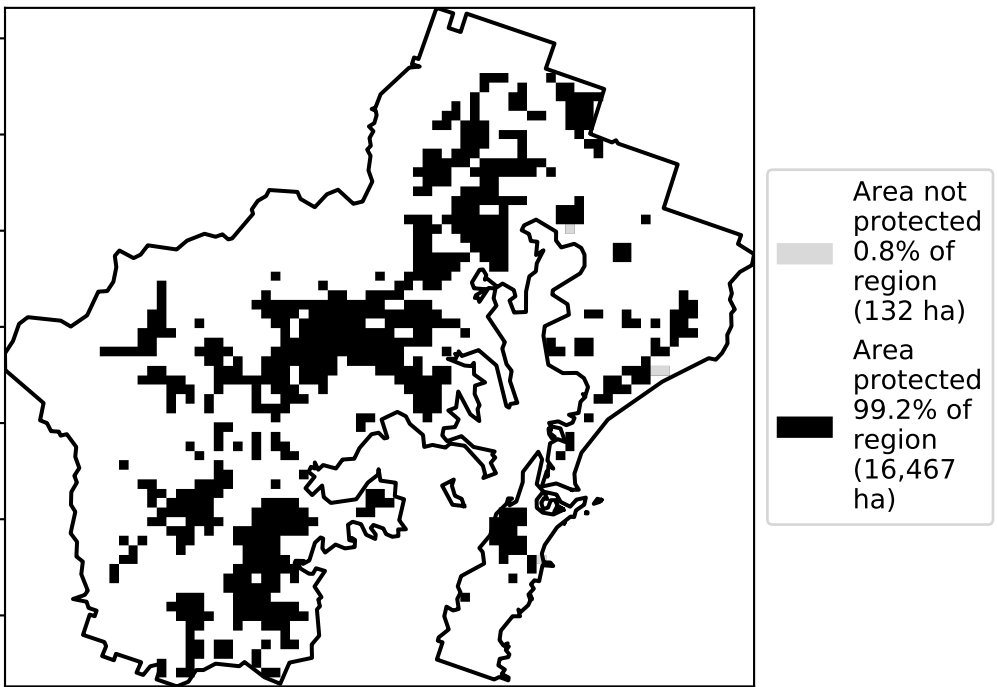 Area not
protected
0.8% of
region
(132 ha)
Area
protected
99.2% of
region
(16,467
ha)